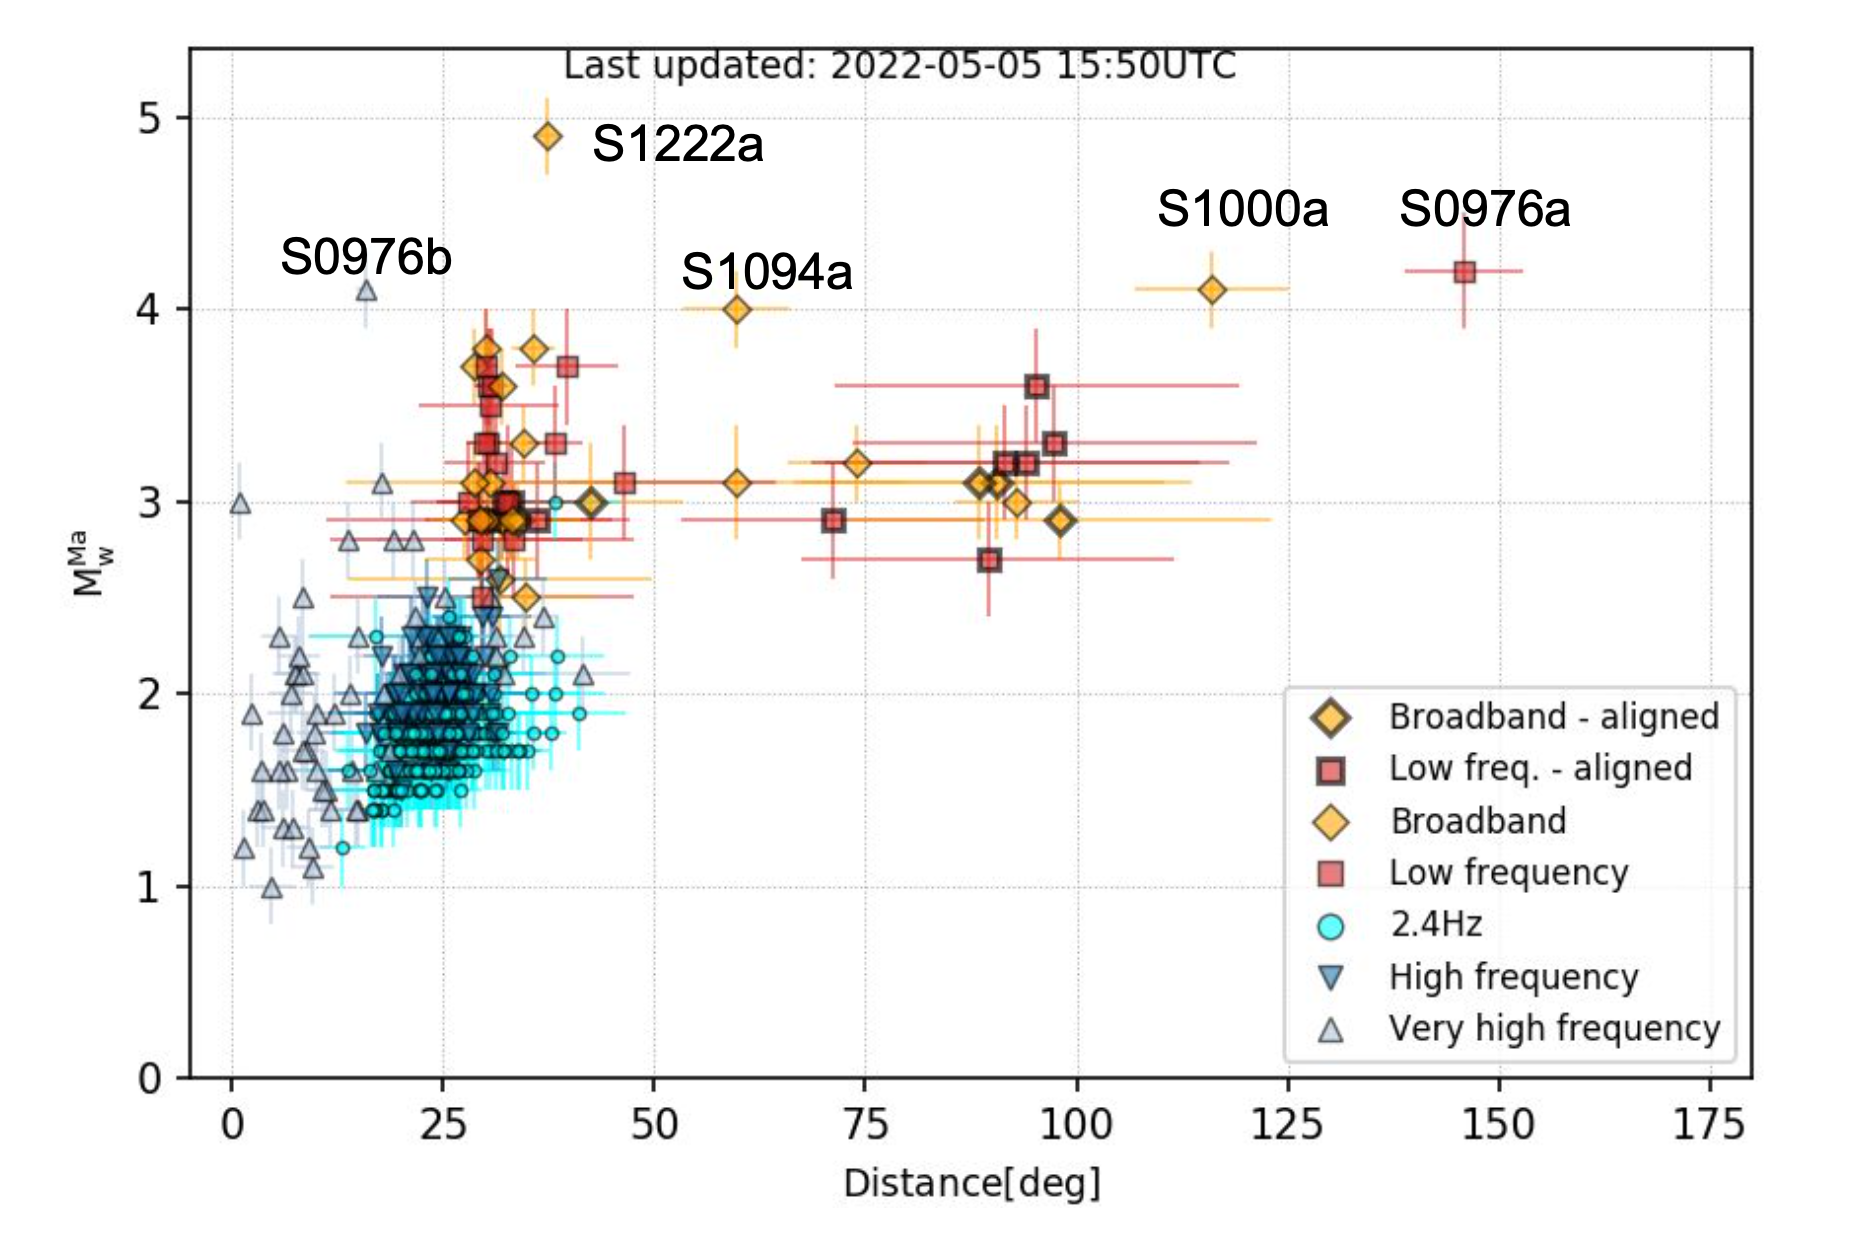 Last updated: 2022-05-05 15:50UTC
5
S1222a
S1000a
S0976a
S0976b
S1094a
4
3
M_w^Ma
2
1
0
Broadband - aligned
Low freq. - aligned
Broadband
Low frequency
2.4Hz
High frequency
Very high frequency
0 25 50 75 100 125 150 175
Distance[deg]